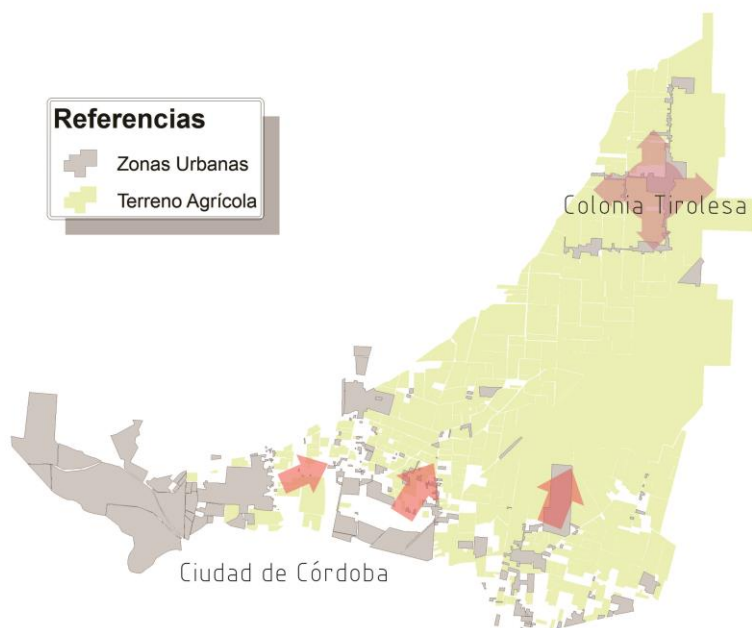 Referencias
Zonas Urbanas
Terreno Agrícola
Colonia Tirolesa
Ciudad de Córdoba